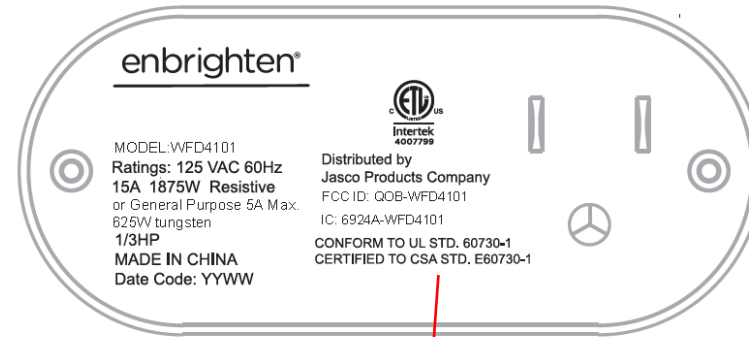 enbrighten®
MODEL:WFD4101
Ratings: 125 VAC 60Hz
15A 1875W Resistive
or General Purpose 5A Max.
625W tungsten
1/3HP
MADE IN CHINA
Date Code: YYWW
ETL
C US
LISTED
Intertek
4007799
Distributed by
Jasco Products Company
FCC ID: QOB-WFD4101
IC: 6924A-WFD4101
CONFORM TO UL STD. 60730-1
CERTIFIED TO CSA STD. E60730-1